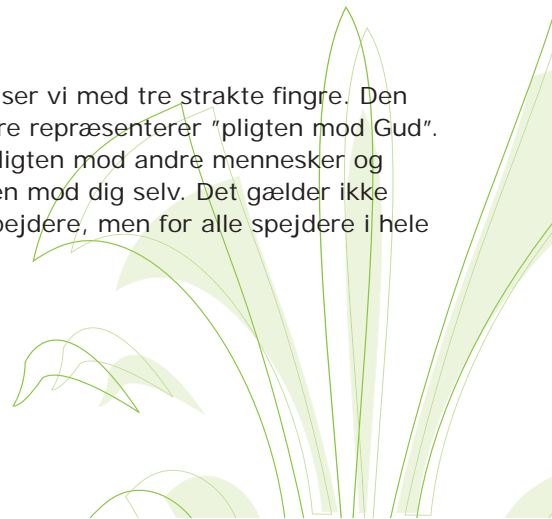 ser vi med tre strakte fingre. Den
re repræsenterer ”pligten mod Gud”.
ligten mod andre mennesker og
en mod dig selv. Det gælder ikke
pejdere, men for alle spejdere i hele